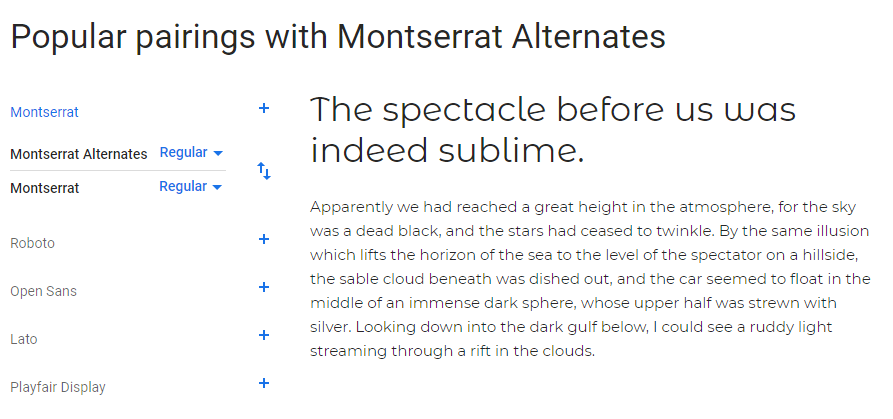 Popular pairings with Montserrat Alternates
Montserrat
Montserrat Alternates Regular
Montserrat Regular
Roboto
Open Sans
Lato
Playfair Display
The spectacle before us was
indeed sublime.
Apparently we had reached a great height in the atmosphere, for the sky
was a dead black, and the stars had ceased to twinkle. By the same illusion
which lifts the horizon of the sea to the level of the spectator on a hillside,
the sable cloud beneath was dished out, and the car seemed to float in the
middle of an immense dark sphere, whose upper half was strewn with
silver. Looking down into the dark gulf below, I could see a ruddy light
streaming through a rift in the clouds.